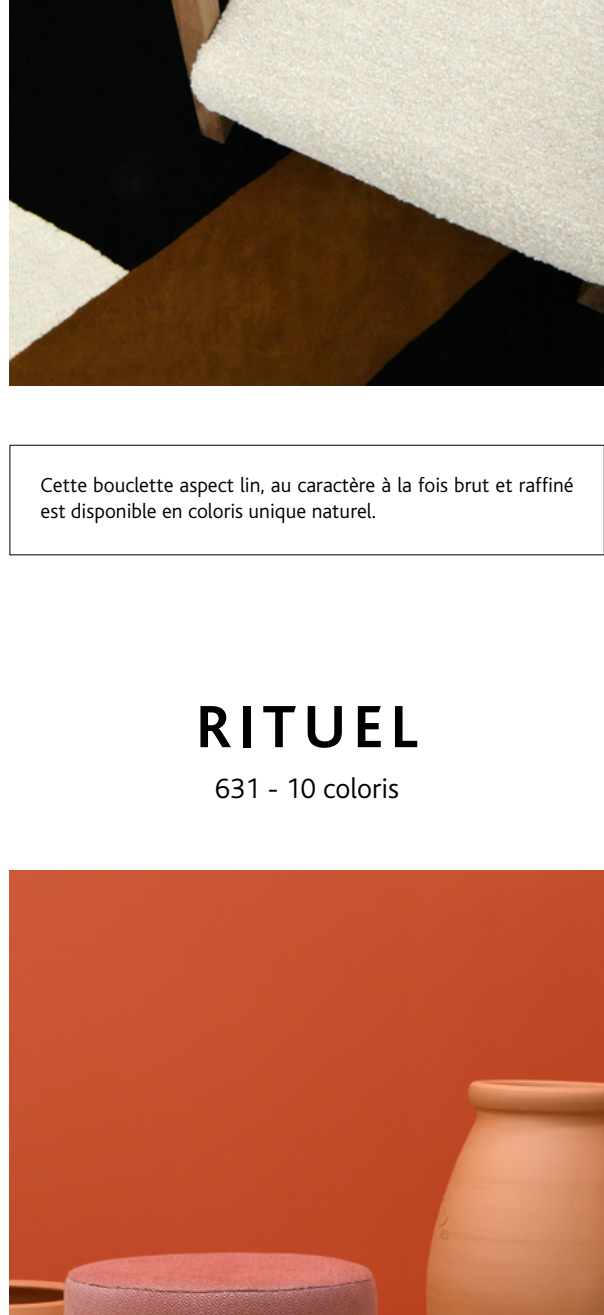 Cette bouclette aspect lin, au caractère à la fois brut et raffiné
est disponible en coloris unique naturel.
RITUEL
631 - 10 coloris